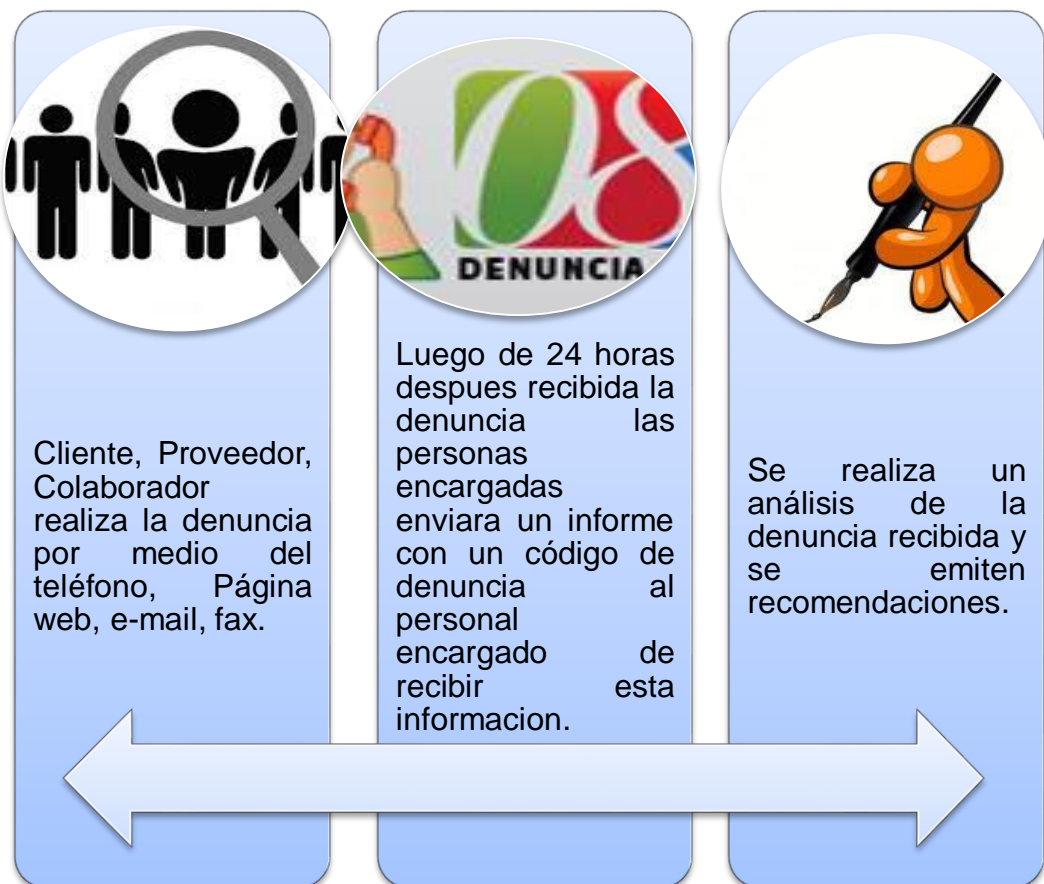 Cliente, Proveedor,
Colaborador
realiza la denuncia
por medio del
teléfono, Página
web, e-mail, fax.
08
DENUNCIA
Luego de 24 horas
despues recibida la
denuncia las
personas
encargadas
enviara un informe
con un código de
denuncia al
personal
encargado de
recibir esta
informacion.
Se realiza un
análisis de la
denuncia recibida y
se emiten
recomendaciones.